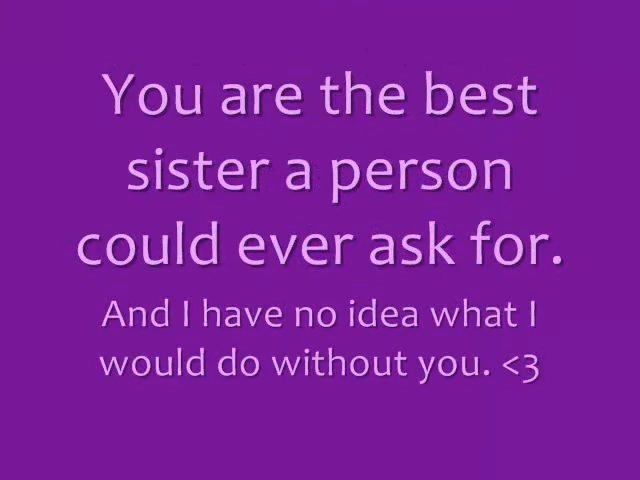 You are the best
sister a person
could ever ask for.
And I have no idea what I
would do without you. <3